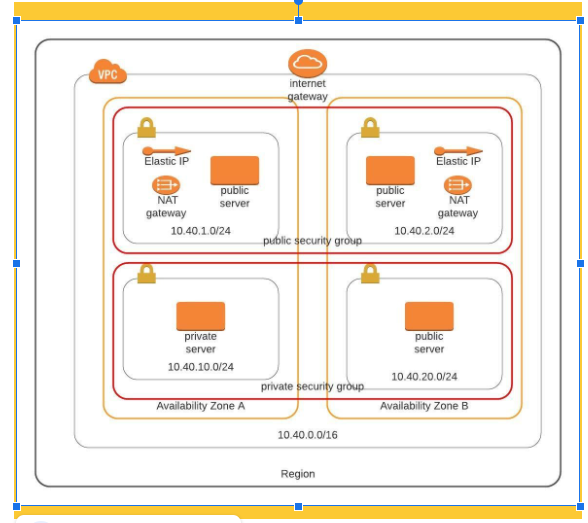 VPC
internet
gateway
Elastic IP
NAT
gateway
public
server
10.40.1.0/24
public
server
Elastic IP
NAT
gateway
10.40.2.0/24
public security group
private
server
10.40.10.0/24
public
server
10.40.20.0/24
private security group
Availability Zone A
Availability Zone B
10.40.0.0/16
Region